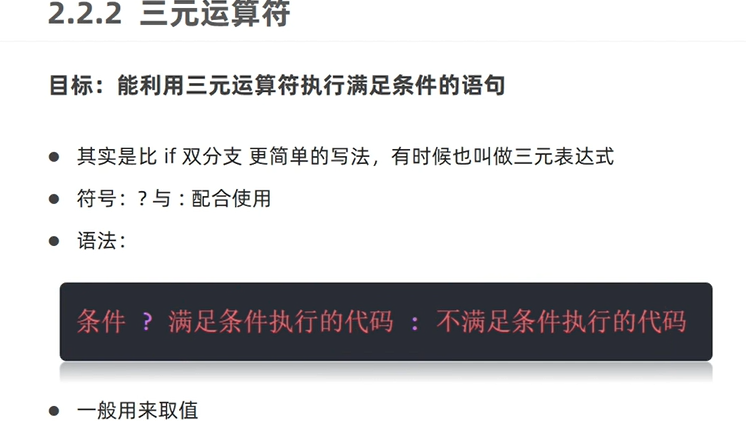 2.2.2 三元运算符
目标：能利用三元运算符执行满足条件的语句
● 其实是比 if 双分支 更简单的写法，有时候也叫做三元表达式
● 符号：? 与 : 配合使用
● 语法：
条件 ? 满足条件执行的代码 : 不满足条件执行的代码
● 一般用来取值